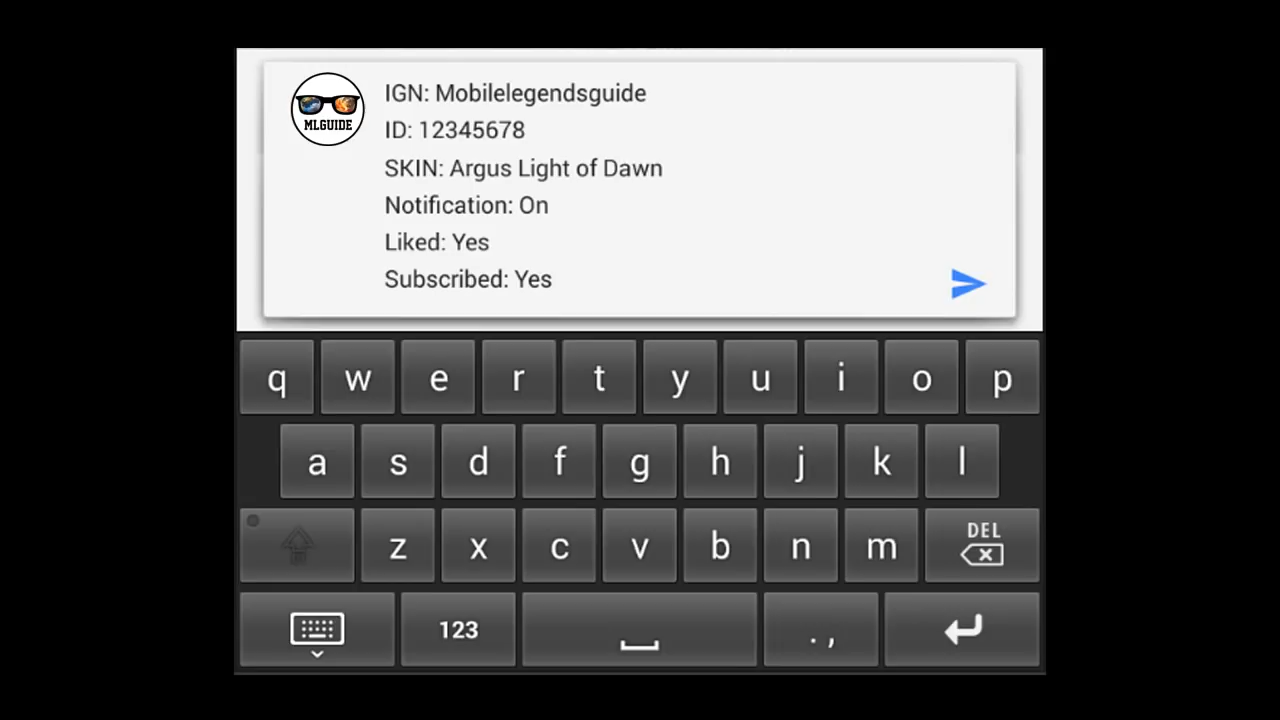 MLGUIDE
IGN: Mobilelegendsguide
ID: 12345678
SKIN: Argus Light of Dawn
Notification: On
Liked: Yes
Subscribed: Yes
q w e r t y u i o p
a s d f g h j k l
z x c v b n m DEL
123 . ,